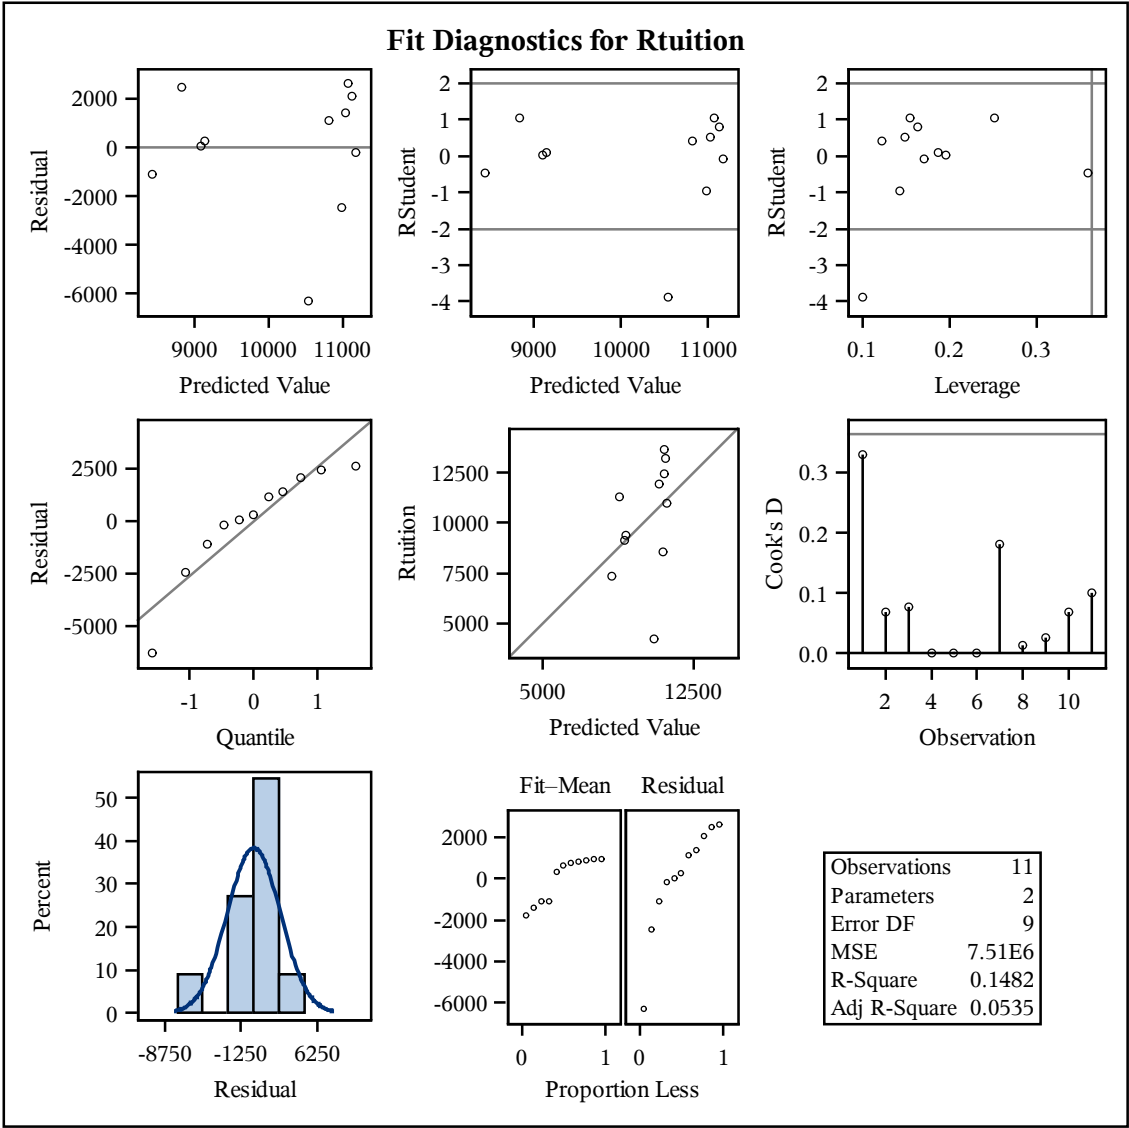 Fit Diagnostics for Rtuition
Residual
2000
0
-2000
-4000
-6000
9000 10000 11000
Predicted Value
RStudent
2
1
0
-1
-2
-3
-4
9000 10000 11000
Predicted Value
RStudent
2
1
0
-1
-2
-3
-4
0.1 0.2 0.3
Leverage
Residual
2500
0
-2500
-5000
-1 0 1
Quantile
Rtuition
12500
10000
7500
5000
5000 12500
Predicted Value
Cook's D
0.3
0.2
0.1
0.0
2 4 6 8 10
Observation
Percent
50
40
30
20
10
0
-8750 -1250 6250
Residual
Fit–Mean Residual
2000
0
-2000
-4000
-6000
0 1 0 1
Proportion Less
Observations 11
Parameters 2
Error DF 9
MSE 7.51E6
R-Square 0.1482
Adj R-Square 0.0535